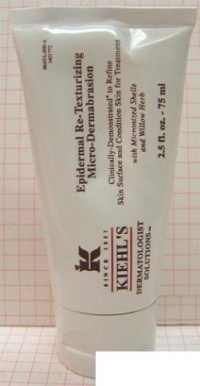 Epidermal Re-Texturizing
Micro-Dermabrasion
Clinically-Demonstrated* to Refine
Skin Surface and Condition Skin for Treatment
with Micronized Shells
and Willow Herb
2.5 fl. oz. - 75 ml
K
SINCE 1851
KIEHL'S
DERMATOLOGIST
SOLUTIONS™